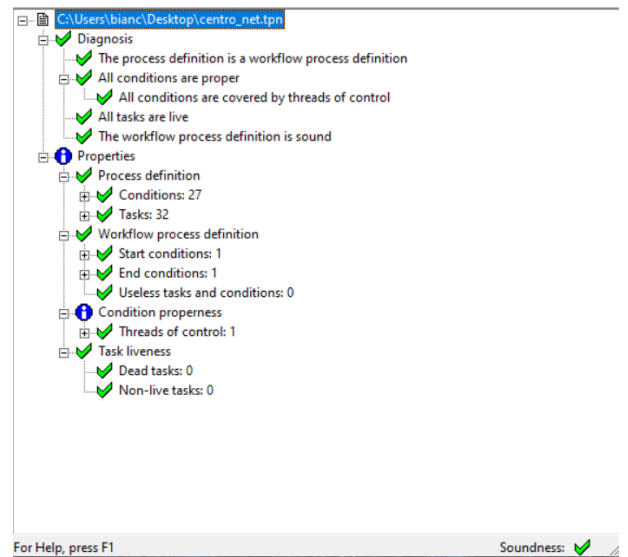 C:\Users\bianc\Desktop\centro_net.tpn
Diagnosis
The process definition is a workflow process definition
All conditions are proper
All conditions are covered by threads of control
All tasks are live
The workflow process definition is sound
Properties
Process definition
Conditions: 27
Tasks: 32
Workflow process definition
Start conditions: 1
End conditions: 1
Useless tasks and conditions: 0
Condition properness
Threads of control: 1
Task liveness
Dead tasks: 0
Non-live tasks: 0
For Help, press F1 Soundness: